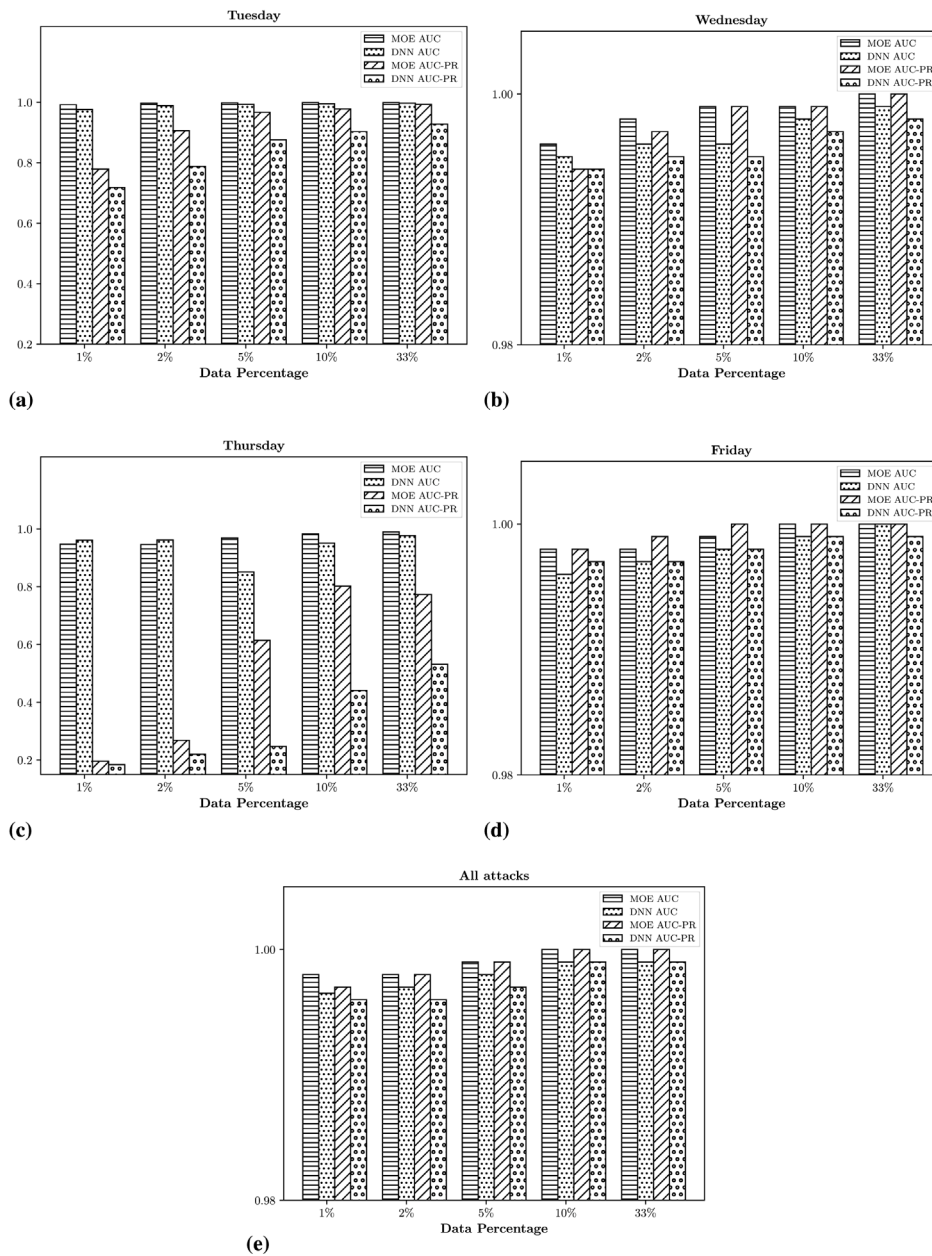 Tuesday
MOE AUC
DNN AUC
MOE AUC-PR
DNN AUC-PR
1.0
0.8
0.6
0.4
0.2
1% 2% 5% 10% 33%
Data Percentage
(a)
Wednesday
MOE AUC
DNN AUC
MOE AUC-PR
DNN AUC-PR
1.00
0.98
1% 2% 5% 10% 33%
Data Percentage
(b)
Thursday
MOE AUC
DNN AUC
MOE AUC-PR
DNN AUC-PR
1.0
0.8
0.6
0.4
0.2
1% 2% 5% 10% 33%
Data Percentage
(c)
Friday
MOE AUC
DNN AUC
MOE AUC-PR
DNN AUC-PR
1.00
0.98
1% 2% 5% 10% 33%
Data Percentage
(d)
All attacks
MOE AUC
DNN AUC
MOE AUC-PR
DNN AUC-PR
1.00
0.98
1% 2% 5% 10% 33%
Data Percentage
(e)